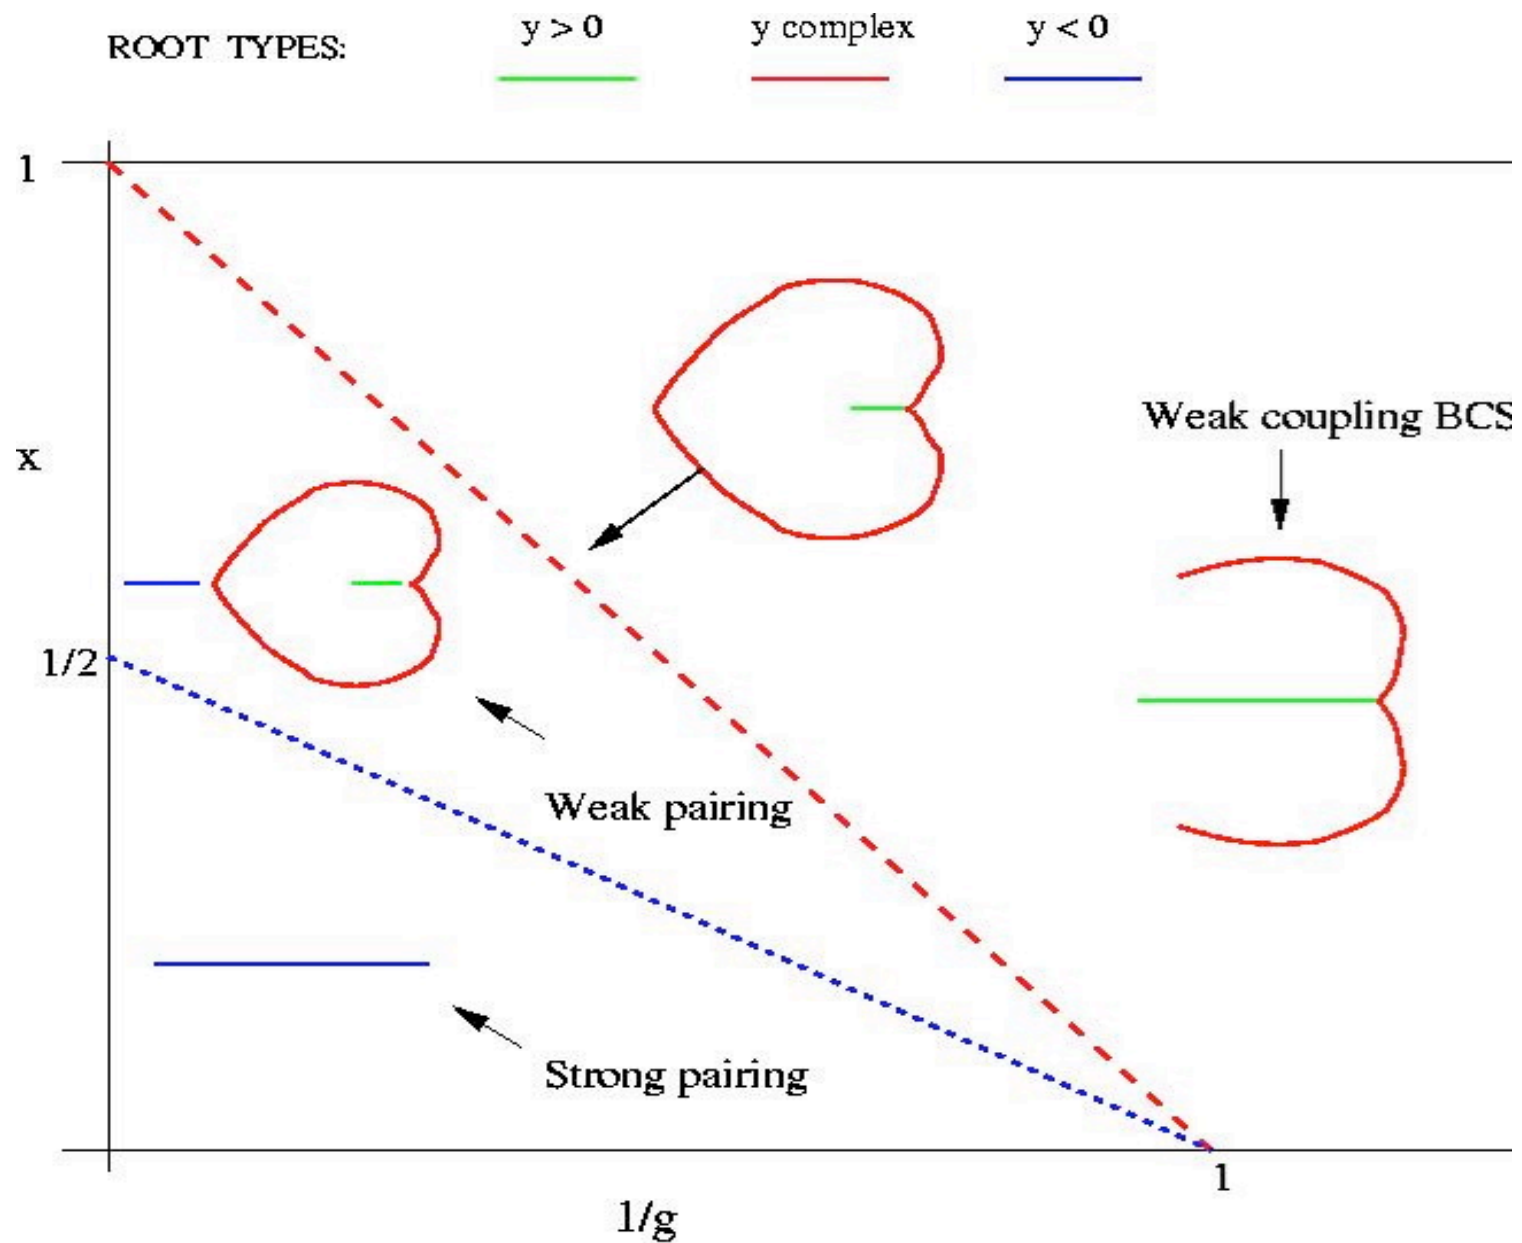 ROOT TYPES:
y > 0
y complex
y < 0
1
x
Weak coupling BCS
1/2
Weak pairing
Strong pairing
1
1/g